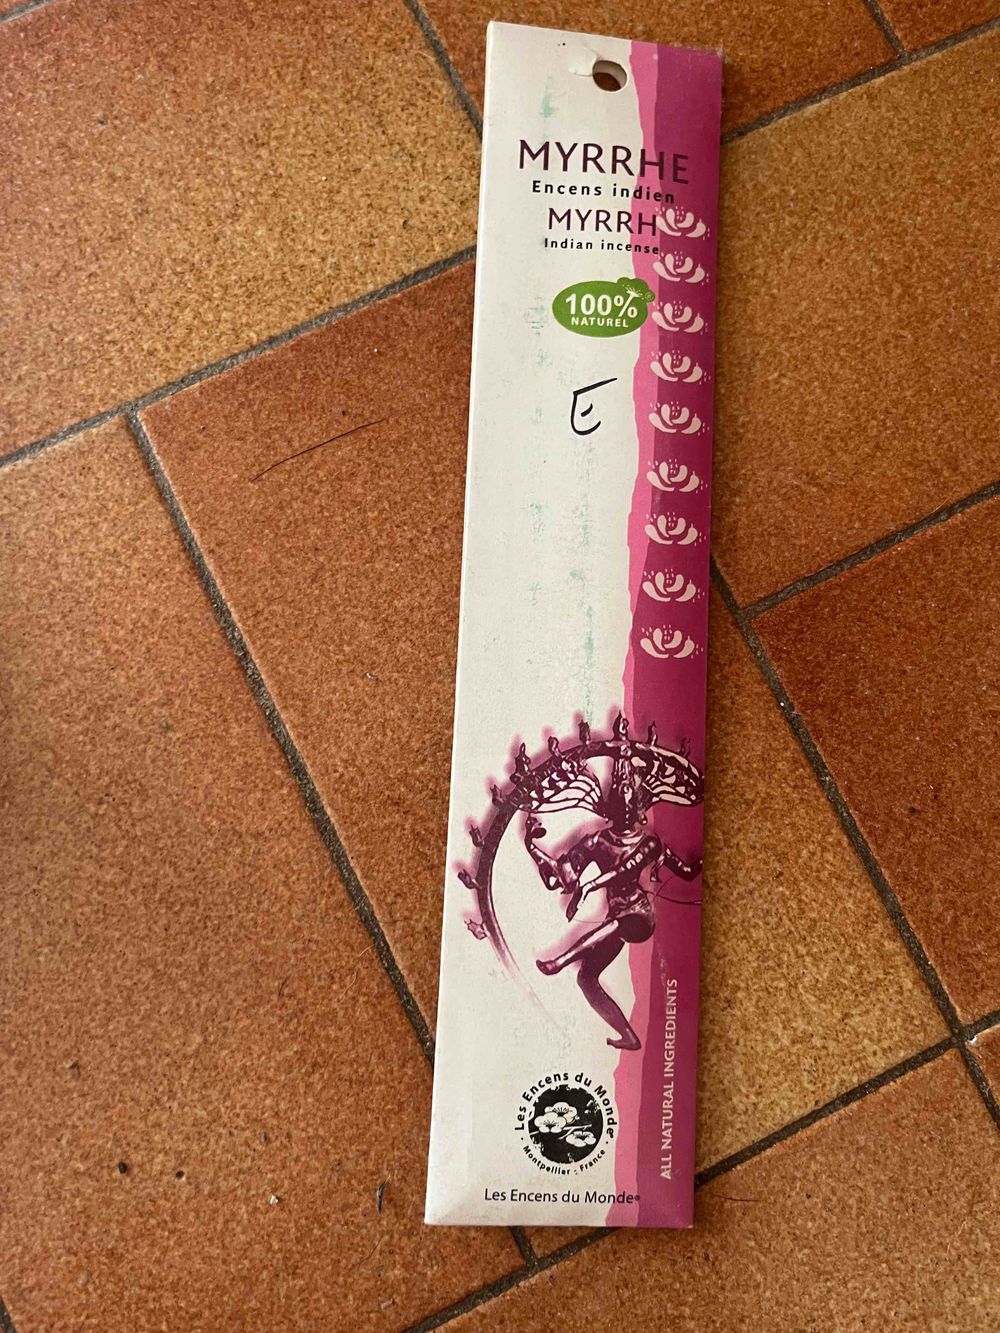 MYRRHE
Encens indien
MYRRH
Indian incense
100%
NATUREL
E
ALL NATURAL INGREDIENTS
Les Encens du Monde
Montpellier - France
Les Encens du Monde®